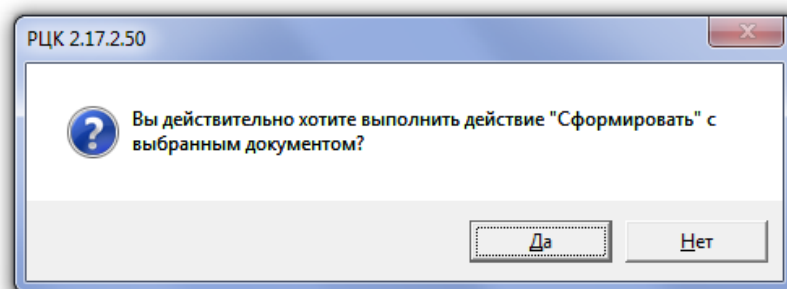 РЦК 2.17.2.50
Вы действительно хотите выполнить действие "Сформировать" с
выбранным документом?
Да
Нет